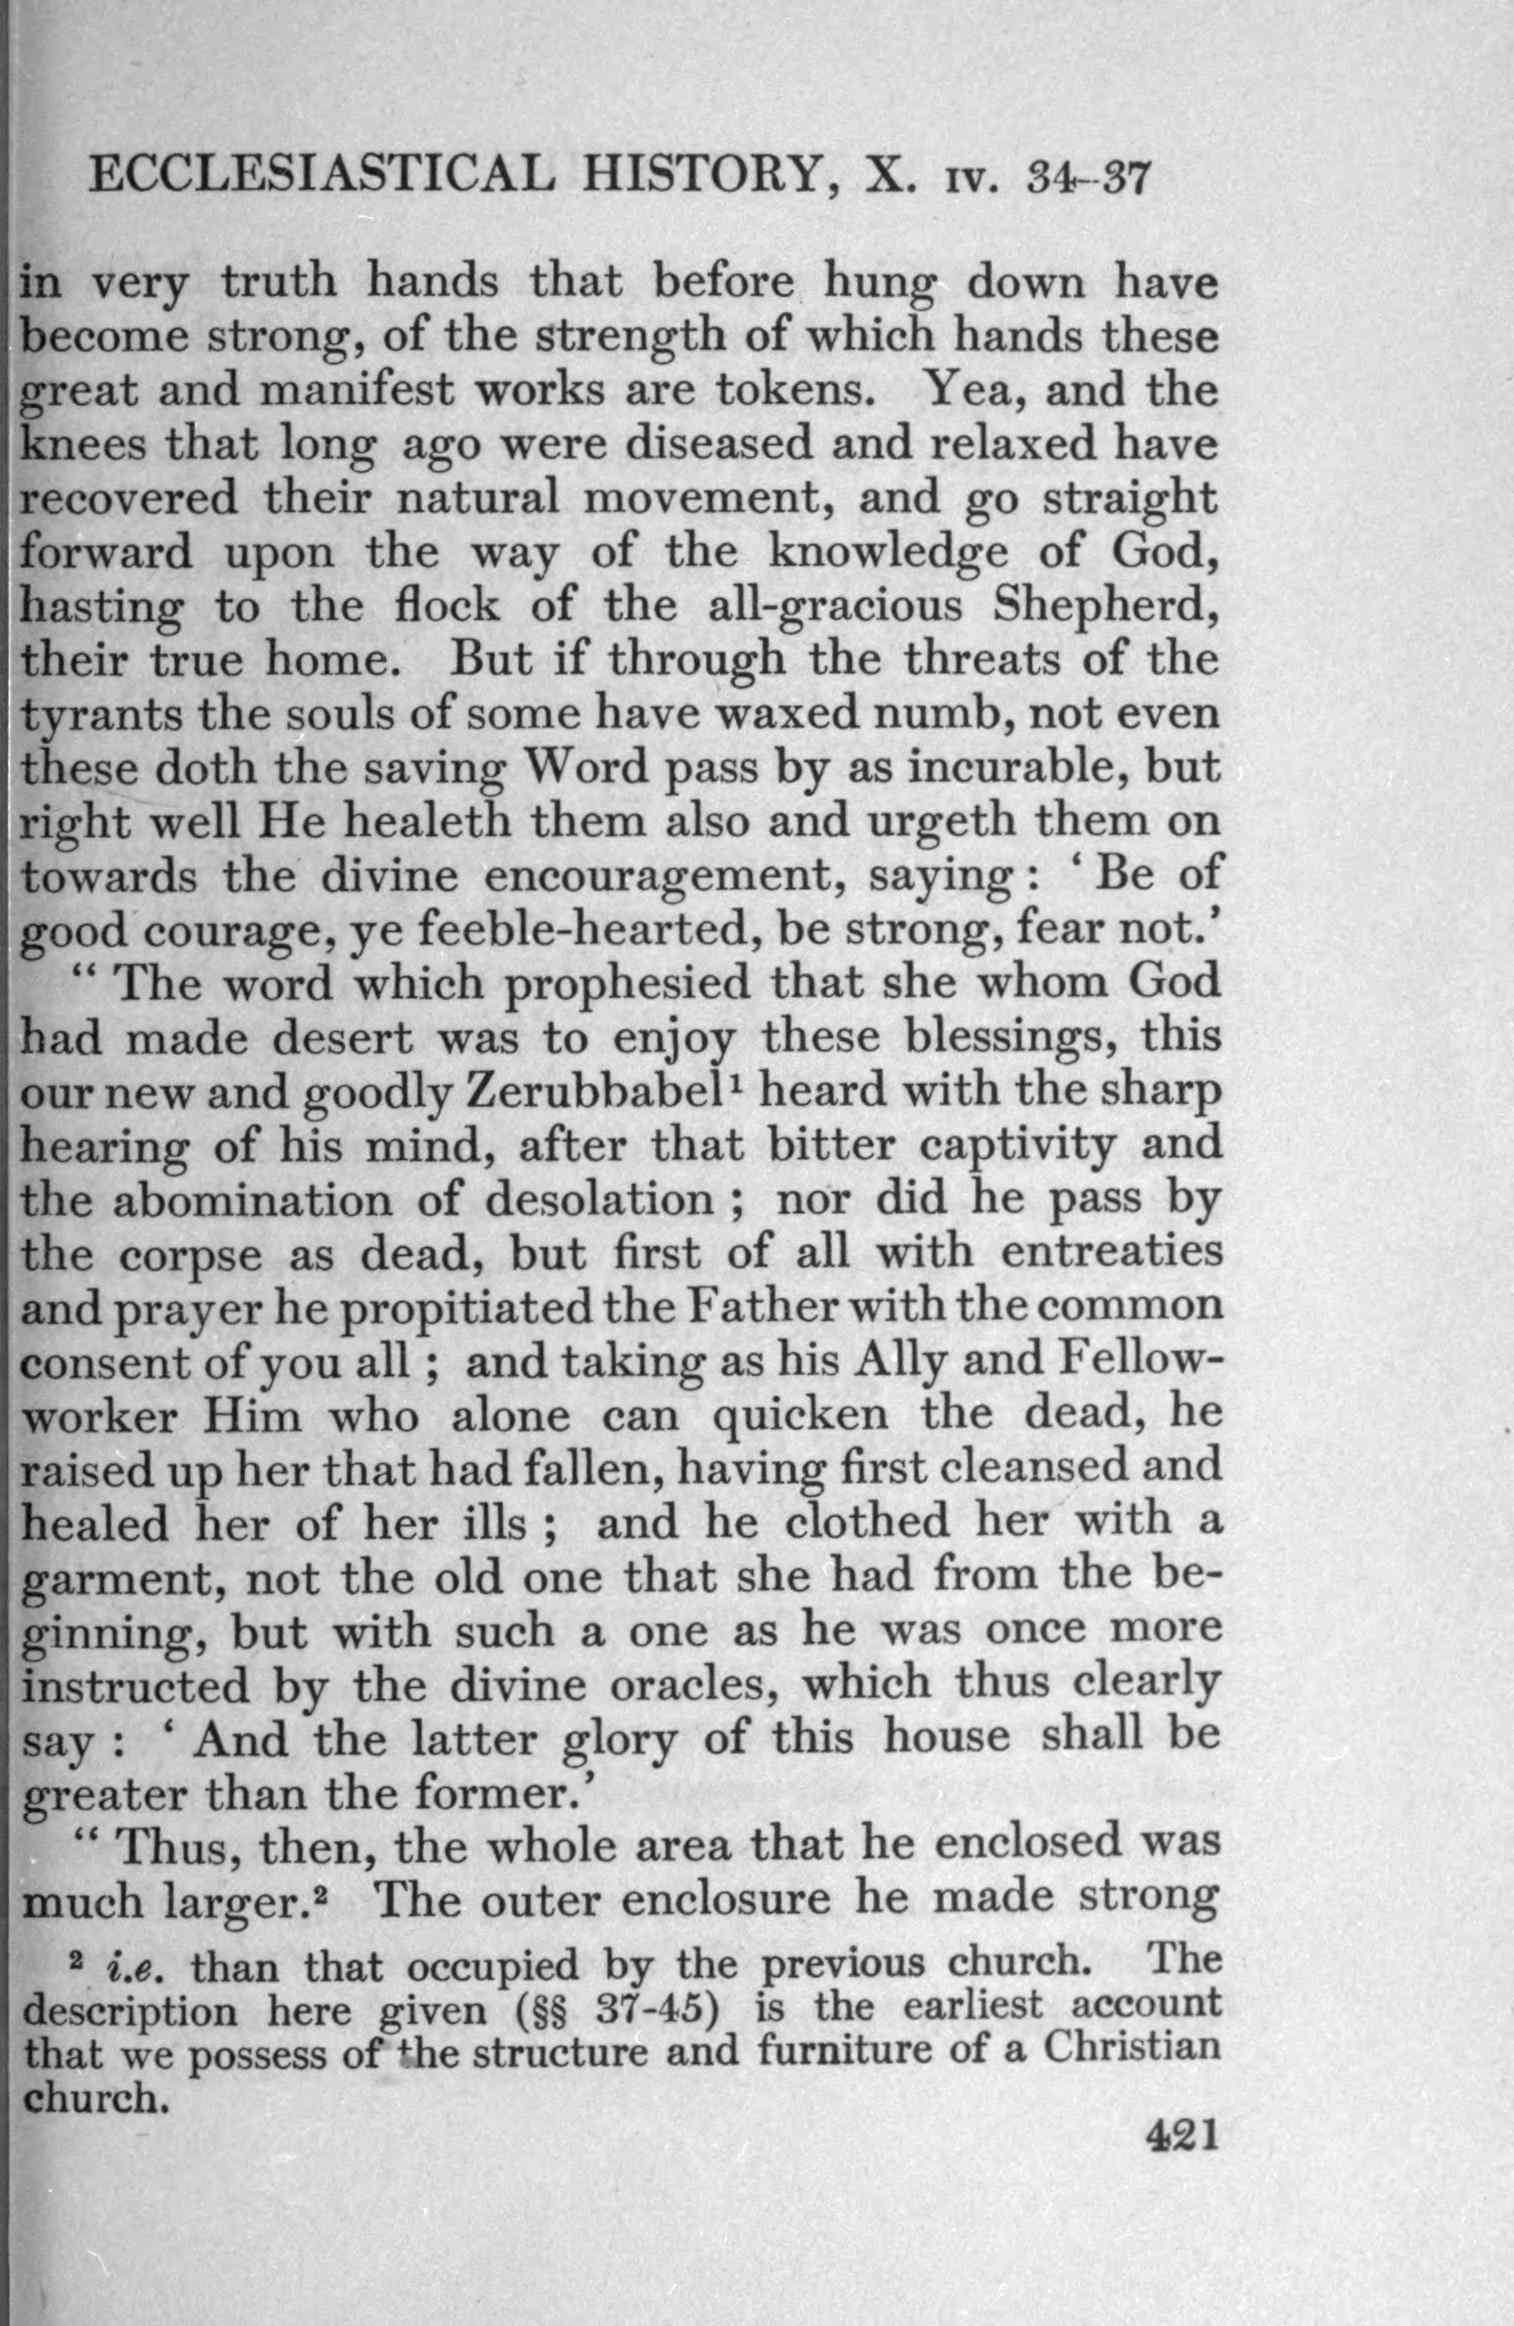 ECCLESIASTICAL HISTORY, X. IV. 34–37
in very truth hands that before hung down have
become strong, of the strength of which hands these
great and manifest works are tokens. Yea, and the
knees that long ago were diseased and relaxed have
recovered their natural movement, and go straight
forward upon the way of the knowledge of God,
hasting to the flock of the all-gracious Shepherd,
their true home. But if through the threats of the
tyrants the souls of some have waxed numb, not even
these doth the saving Word pass by as incurable, but
right well He healeth them also and urgeth them on
towards the divine encouragement, saying : ‘ Be of
good courage, ye feeble-hearted, be strong, fear not.’
“ The word which prophesied that she whom God
had made desert was to enjoy these blessings, this
our new and goodly Zerubbabel¹ heard with the sharp
hearing of his mind, after that bitter captivity and
the abomination of desolation ; nor did he pass by
the corpse as dead, but first of all with entreaties
and prayer he propitiated the Father with the common
consent of you all ; and taking as his Ally and Fellow-
worker Him who alone can quicken the dead, he
raised up her that had fallen, having first cleansed and
healed her of her ills ; and he clothed her with a
garment, not the old one that she had from the be-
ginning, but with such a one as he was once more
instructed by the divine oracles, which thus clearly
say : ‘ And the latter glory of this house shall be
greater than the former.’
“ Thus, then, the whole area that he enclosed was
much larger.² The outer enclosure he made strong
² i.e. than that occupied by the previous church. The
description here given (§§ 37-45) is the earliest account
that we possess of the structure and furniture of a Christian
church.
421